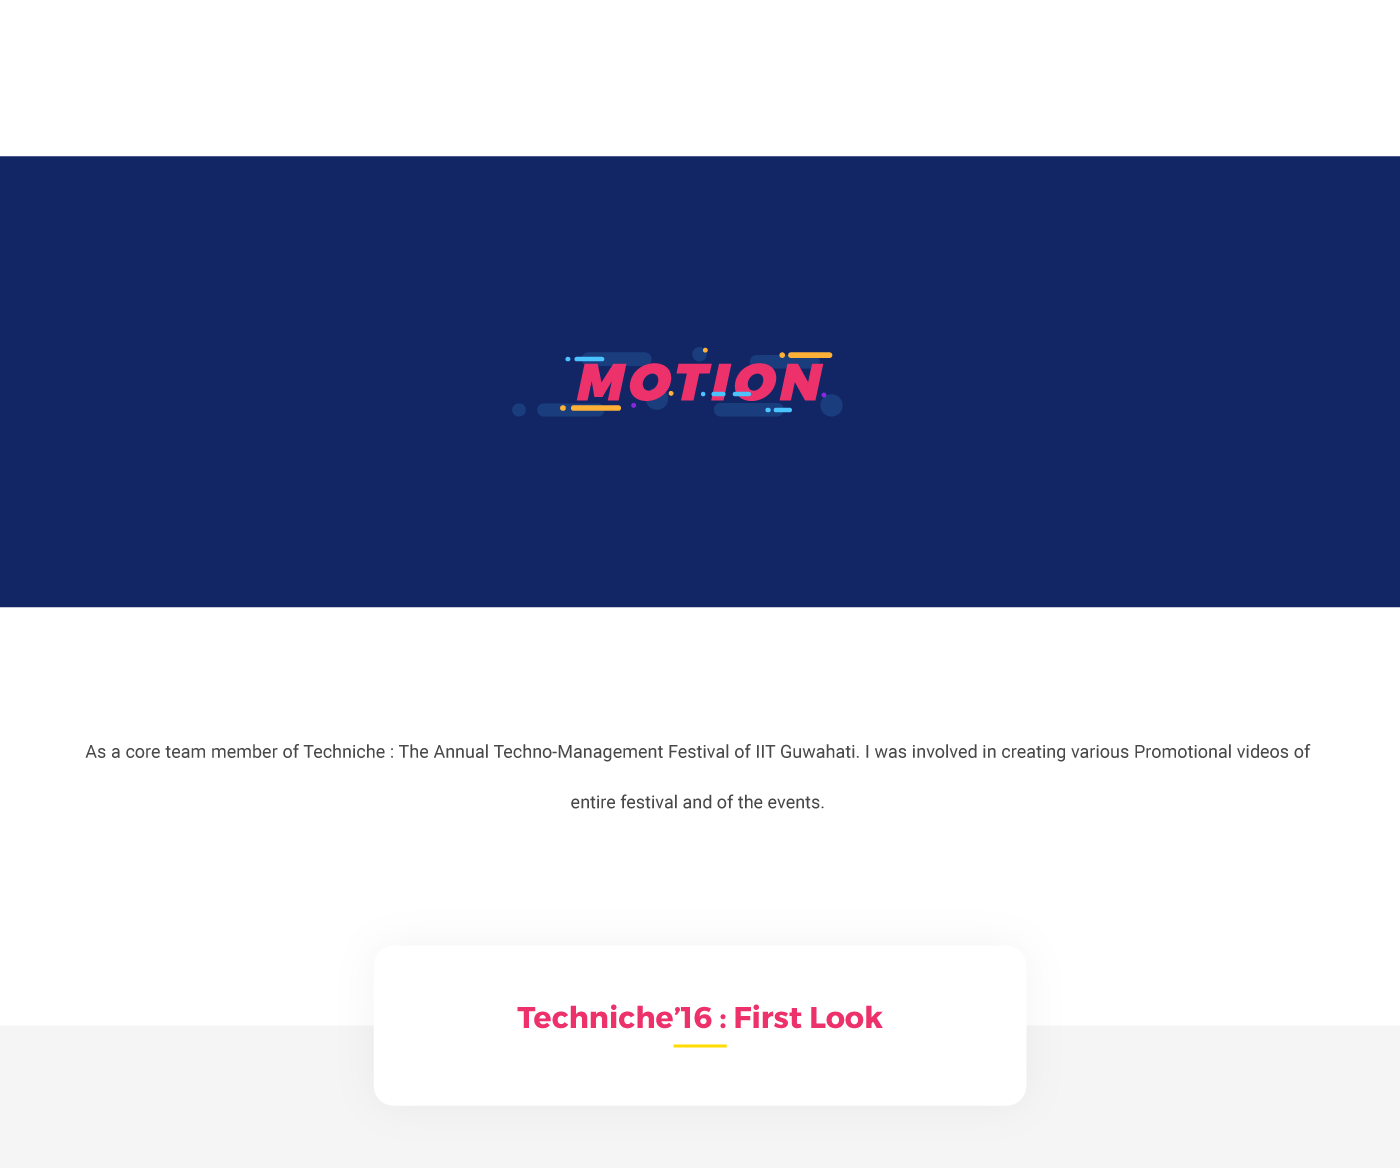 MOTION
As a core team member of Techniche : The Annual Techno-Management Festival of IIT Guwahati. I was involved in creating various Promotional videos of
entire festival and of the events.
Techniche’16 : First Look